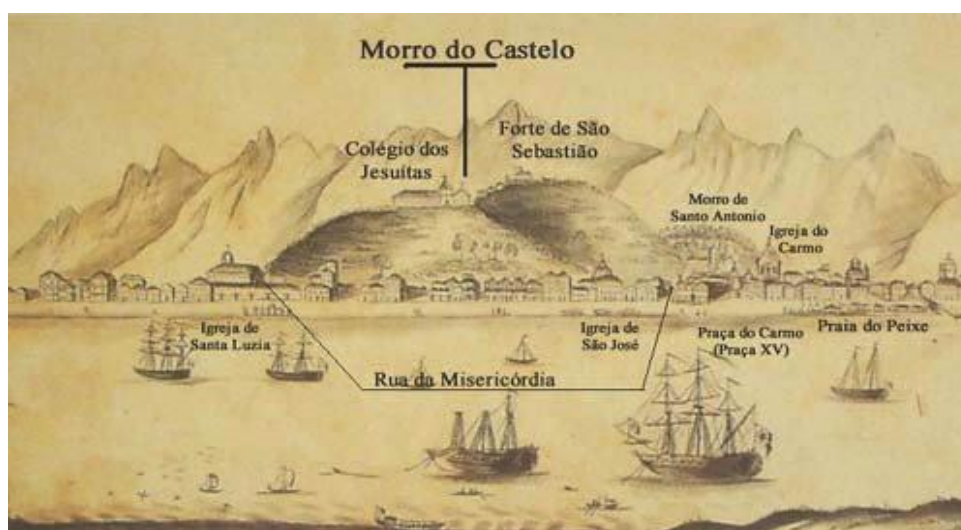 Morro do Castelo
Forte de São
Sebastião
Colégio dos
Jesuítas
Morro de
Santo Antonio
Igreja do
Carmo
Igreja de
Santa Luzia
Igreja de
São José
Praça do Carmo
(Praça XV)
Praia do Peixe
Rua da Misericórdia